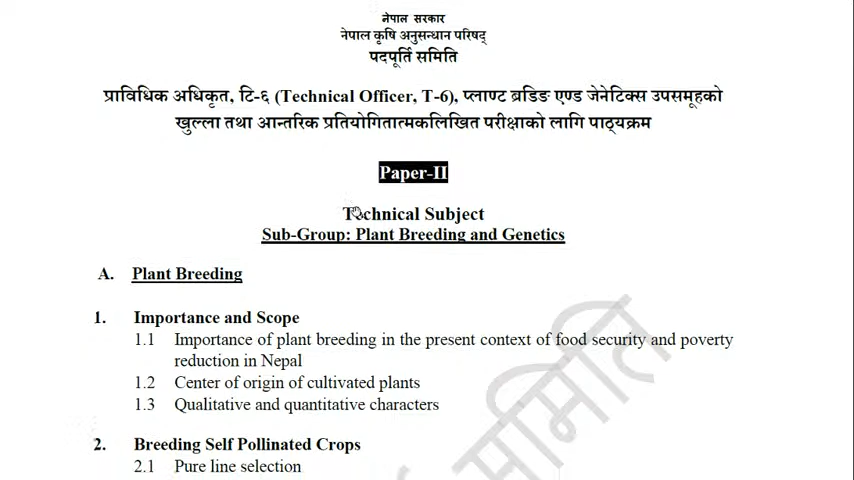 नेपाल सरकार
नेपाल कृषि अनुसन्धान परिषद्
पदपूर्ति समिति
प्राविधिक अधिकृत, टि-६ (Technical Officer, T-6), प्लाण्ट ब्रडिङ एण्ड जेनेटिक्स उपसमूहको
खुल्ला तथा आन्तरिक प्रतियोगितात्मकलिखित परीक्षाको लागि पाठ्यक्रम
Paper-II
Technical Subject
Sub-Group: Plant Breeding and Genetics
A. Plant Breeding
1. Importance and Scope
1.1 Importance of plant breeding in the present context of food security and poverty
reduction in Nepal
1.2 Center of origin of cultivated plants
1.3 Qualitative and quantitative characters
2. Breeding Self Pollinated Crops
2.1 Pure line selection
समिति